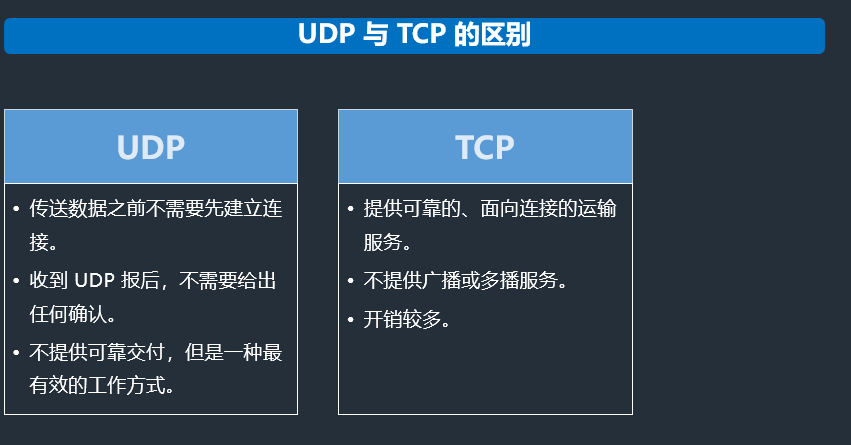 UDP 与 TCP 的区别
UDP
• 传送数据之前不需要先建立连
接。
• 收到 UDP 报后，不需要给出
任何确认。
• 不提供可靠交付，但是一种最
有效的工作方式。
TCP
• 提供可靠的、面向连接的运输
服务。
• 不提供广播或多播服务。
• 开销较多。